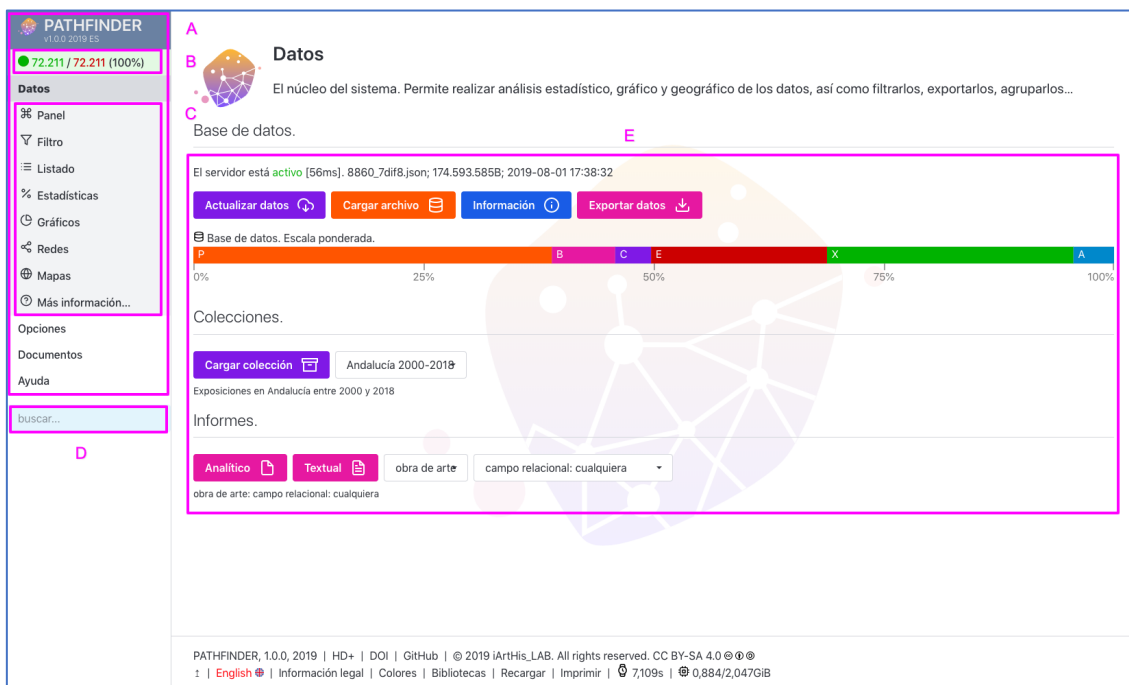 PATHFINDER
v1.0.0 2019 ES
72.211 / 72.211 (100%)
Datos
Panel
Filtro
Listado
Estadísticas
Gráficos
Redes
Mapas
Más información...
Opciones
Documentos
Ayuda
buscar...
A
B
C
D
E
Datos
El núcleo del sistema. Permite realizar análisis estadístico, gráfico y geográfico de los datos, así como filtrarlos, exportarlos, agruparlos...
Base de datos.
El servidor está activo [56ms]. 8860_7dif8.json; 174.593.585B; 2019-08-01 17:38:32
Actualizar datos Cargar archivo Información Exportar datos
Base de datos. Escala ponderada.
P B C E X A
0% 25% 50% 75% 100%
Colecciones.
Cargar colección Andalucía 2000-2018
Exposiciones en Andalucía entre 2000 y 2018
Informes.
Analítico Textual obra de arte campo relacional: cualquiera
obra de arte: campo relacional: cualquiera
PATHFINDER, 1.0.0, 2019 | HD+ | DOI | GitHub | © 2019 iArtHis_LAB. All rights reserved. CC BY-SA 4.0
↕ | English | Información legal | Colores | Bibliotecas | Recargar | Imprimir | 7,109s | 0,884/2,047GiB